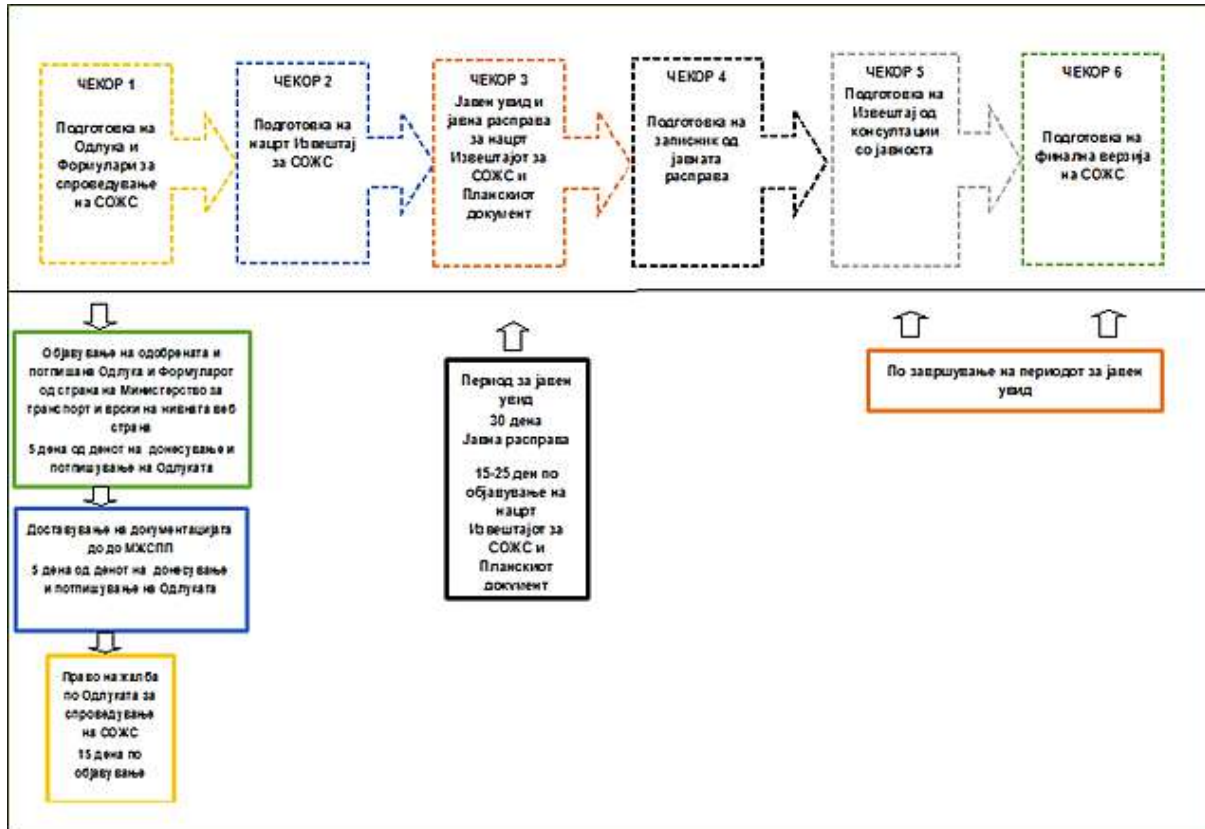 ЧЕКОР 1
Подготовка на
Одлука и
Формулари за
спроведување
на СОЖС
ЧЕКОР 2
Подготовка на
нацрт Извештај
за СОЖС
ЧЕКОР 3
Јавен увид и
јавна расправа
за нацрт
Извештајот за
СОЖС и
Планскиот
документ
ЧЕКОР 4
Подготовка на
записник од
јавната
расправа
ЧЕКОР 5
Подготовка на
Извештај од
консултации
со јавноста
ЧЕКОР 6
Подготовка на
финална верзија
на СОЖС
Објавување на одобрената и
потпишана Одлука и Формуларот
од страна на Министерство за
транспорт и врски на нивната веб
страна
5 дена од денот на донесување и
потпишување на Одлуката
Доставување на документацијата
до до МЖСПП
5 дена од денот на донесување
и потпишување на Одлуката
Право на жалба
по Одлуката за
спроведување
на СОЖС
15 дена по
објавување
Период за јавен
увид
30 дена
Јавна расправа
15-25 ден по
објавување на
нацрт
Извештајот за
СОЖС и
Планскиот
документ
По завршување на периодот за јавен
увид